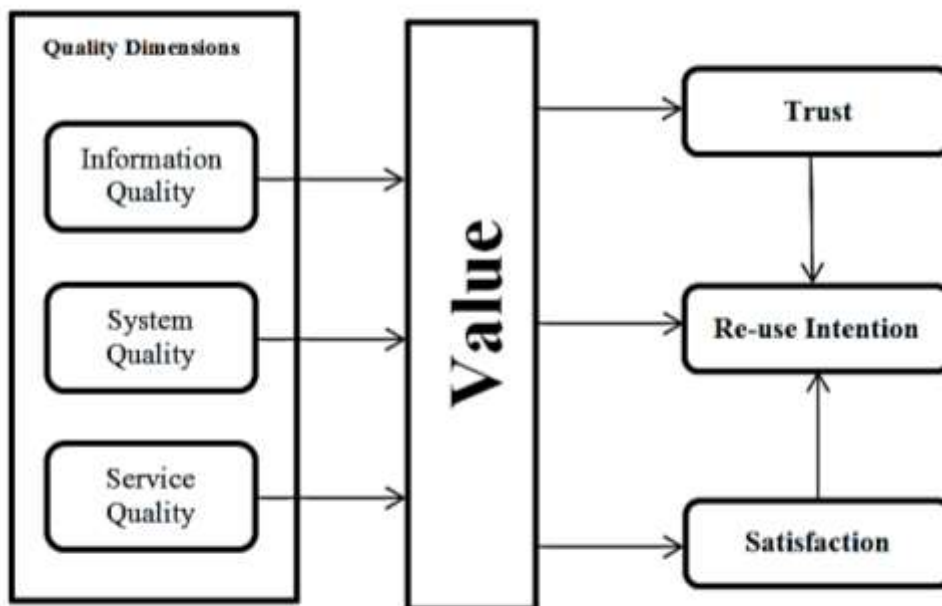 Quality Dimensions
Information
Quality
System
Quality
Service
Quality
Value
Trust
Re-use Intention
Satisfaction